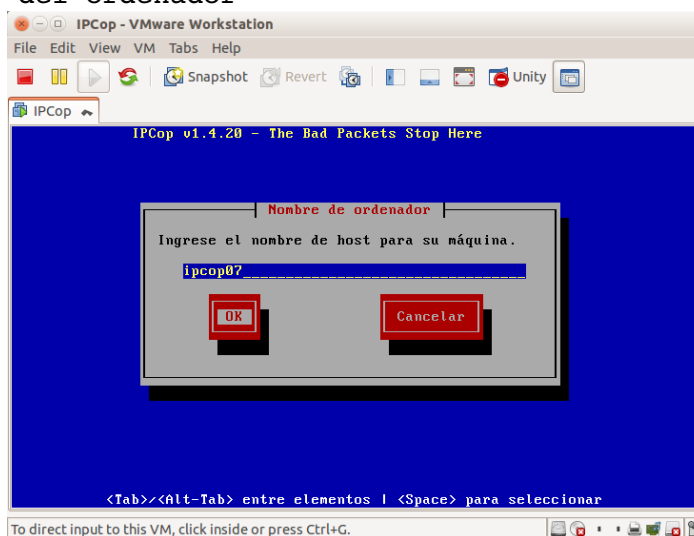 del ordenador
IPCop - VMware Workstation
File Edit View VM Tabs Help
Snapshot Revert Unity
IPCop
IPCop v1.4.20 - The Bad Packets Stop Here
Nombre de ordenador
Ingrese el nombre de host para su máquina.
ipcop07
OK Cancelar
<Tab>/<Alt-Tab> entre elementos | <Space> para seleccionar
To direct input to this VM, click inside or press Ctrl+G.